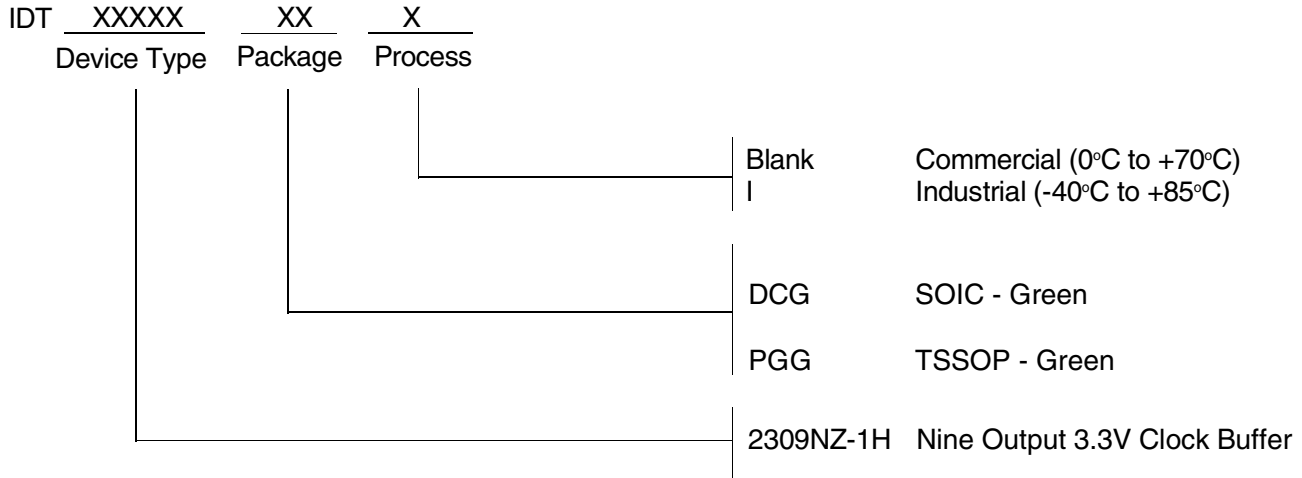 IDT XXXXX XX X
Device Type Package Process
Blank Commercial (0°C to +70°C)
I Industrial (-40°C to +85°C)
DCG SOIC - Green
PGG TSSOP - Green
2309NZ-1H Nine Output 3.3V Clock Buffer